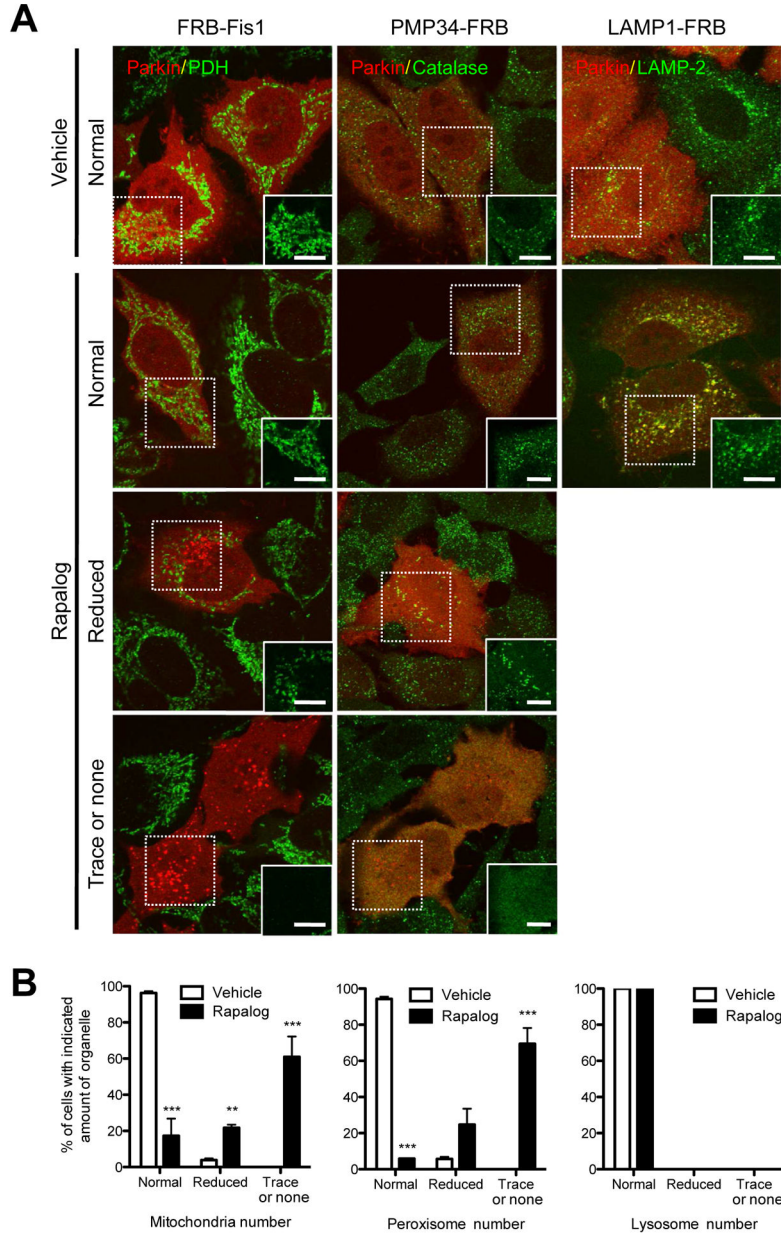 A
FRB-Fis1
PMP34-FRB
LAMP1-FRB
Vehicle
Normal
Parkin/PDH
Parkin/Catalase
Parkin/LAMP-2
Rapalog
Normal
Reduced
Trace or none
B
% of cells with indicated
amount of organelle
100
80
60
40
20
0
Vehicle
Rapalog
***
**
***
Normal
Reduced
Trace
or none
Mitochondria number
100
80
60
40
20
0
Vehicle
Rapalog
***
***
Normal
Reduced
Trace
or none
Peroxisome number
100
80
60
40
20
0
Vehicle
Rapalog
Normal
Reduced
Trace
or none
Lysosome number